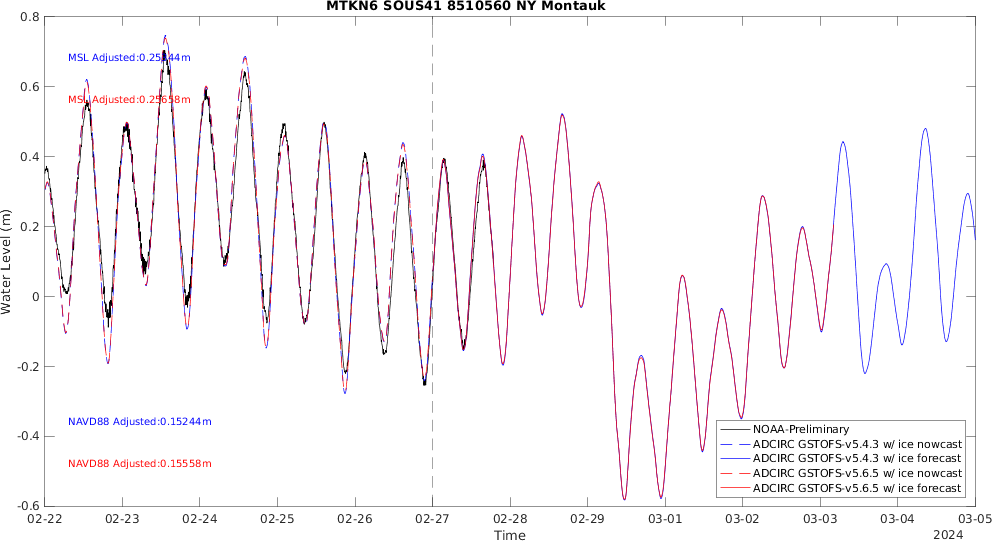 MTKN6 SOUS41 8510560 NY Montauk
Water Level (m)
0.8
0.6
0.4
0.2
0
-0.2
-0.4
-0.6
MSL Adjusted:0.25144m
MSL Adjusted:0.25658m
NAVD88 Adjusted:0.15244m
NAVD88 Adjusted:0.15558m
NOAA-Preliminary
ADCIRC GSTOFS-v5.4.3 w/ ice nowcast
ADCIRC GSTOFS-v5.4.3 w/ ice forecast
ADCIRC GSTOFS-v5.6.5 w/ ice nowcast
ADCIRC GSTOFS-v5.6.5 w/ ice forecast
02-22 02-23 02-24 02-25 02-26 02-27 02-28 02-29 03-01 03-02 03-03 03-04 03-05
Time
2024